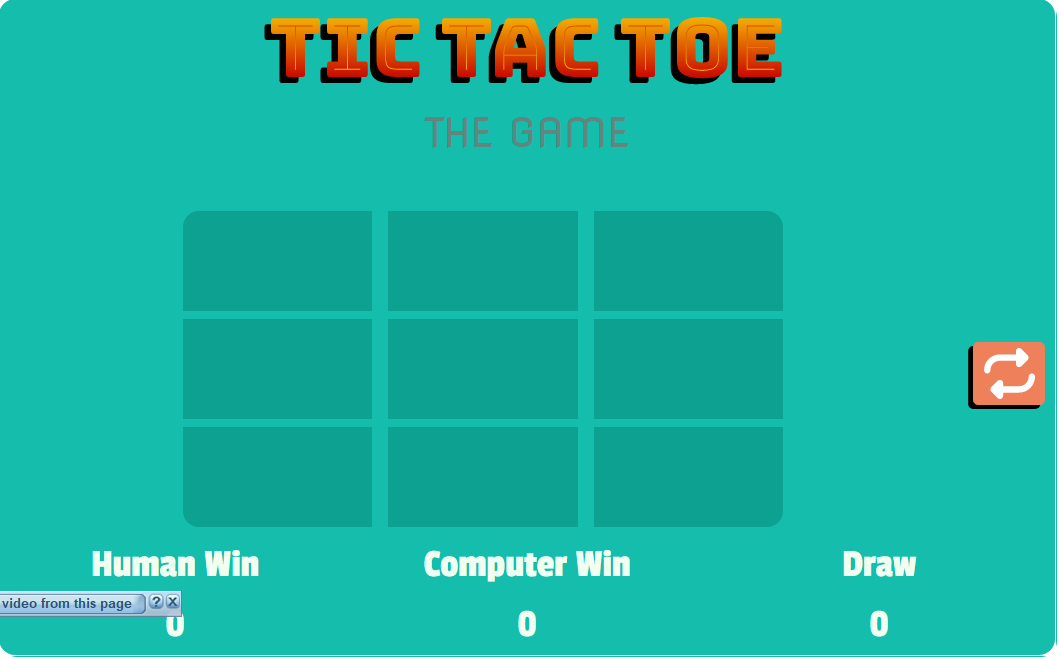 TIC TAC TOE
THE GAME
Human Win
Computer Win
Draw
video from this page ? X
0
0
0